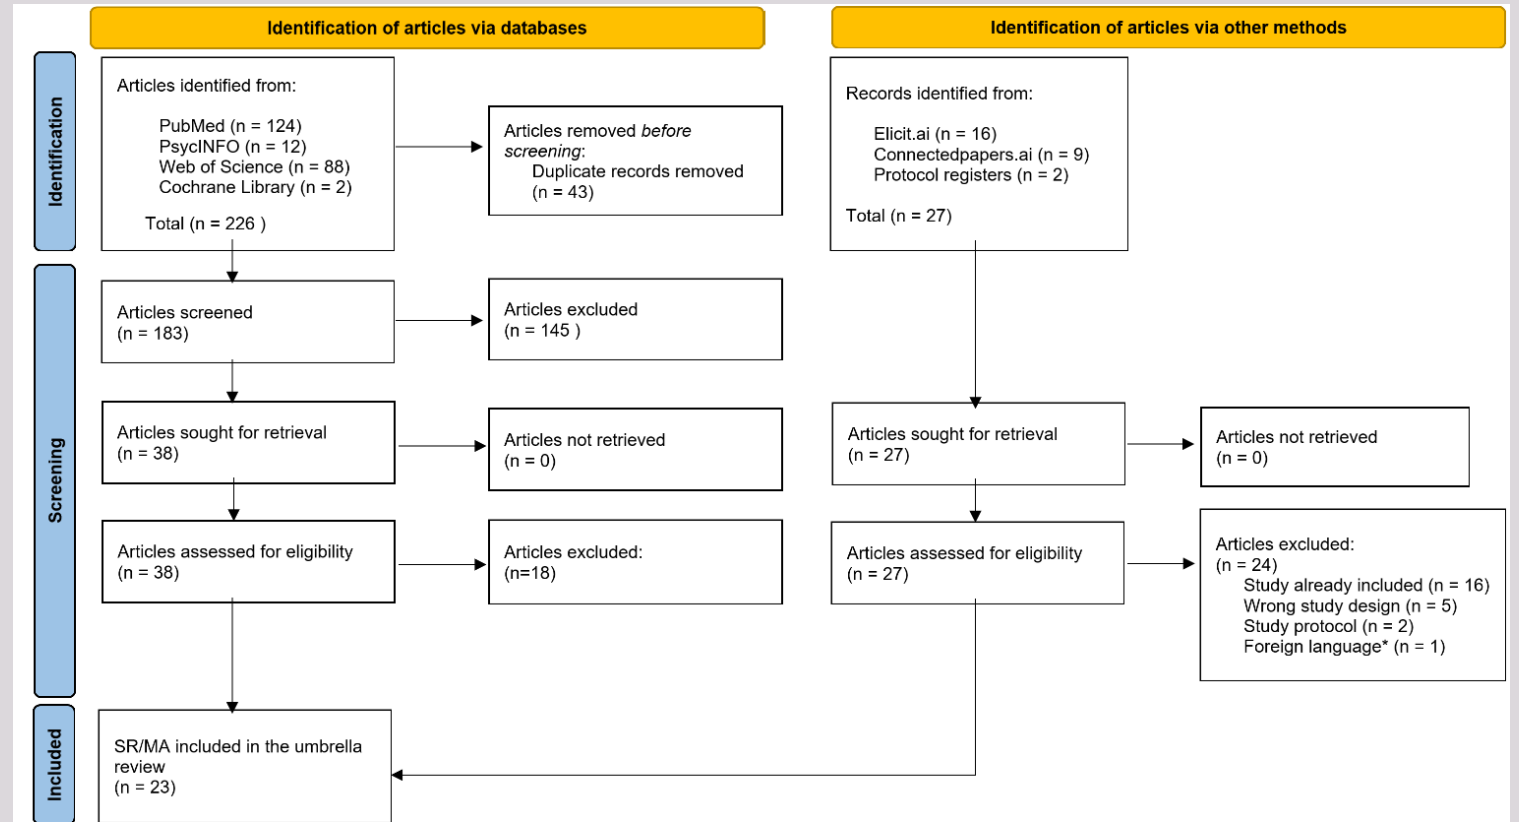 Identification of articles via databases
Identification of articles via other methods
Identification
Articles identified from:
PubMed (n = 124)
PsycINFO (n = 12)
Web of Science (n = 88)
Cochrane Library (n = 2)
Total (n = 226 )
Articles removed before
screening:
Duplicate records removed
(n = 43)
Records identified from:
Elicit.ai (n = 16)
Connectedpapers.ai (n = 9)
Protocol registers (n = 2)
Total (n = 27)
Screening
Articles screened
(n = 183)
Articles excluded
(n = 145 )
Articles sought for retrieval
(n = 38)
Articles not retrieved
(n = 0)
Articles sought for retrieval
(n = 27)
Articles not retrieved
(n = 0)
Articles assessed for eligibility
(n = 38)
Articles excluded:
(n=18)
Articles assessed for eligibility
(n = 27)
Articles excluded:
(n = 24)
Study already included (n = 16)
Wrong study design (n = 5)
Study protocol (n = 2)
Foreign language* (n = 1)
Included
SR/MA included in the umbrella
review
(n = 23)